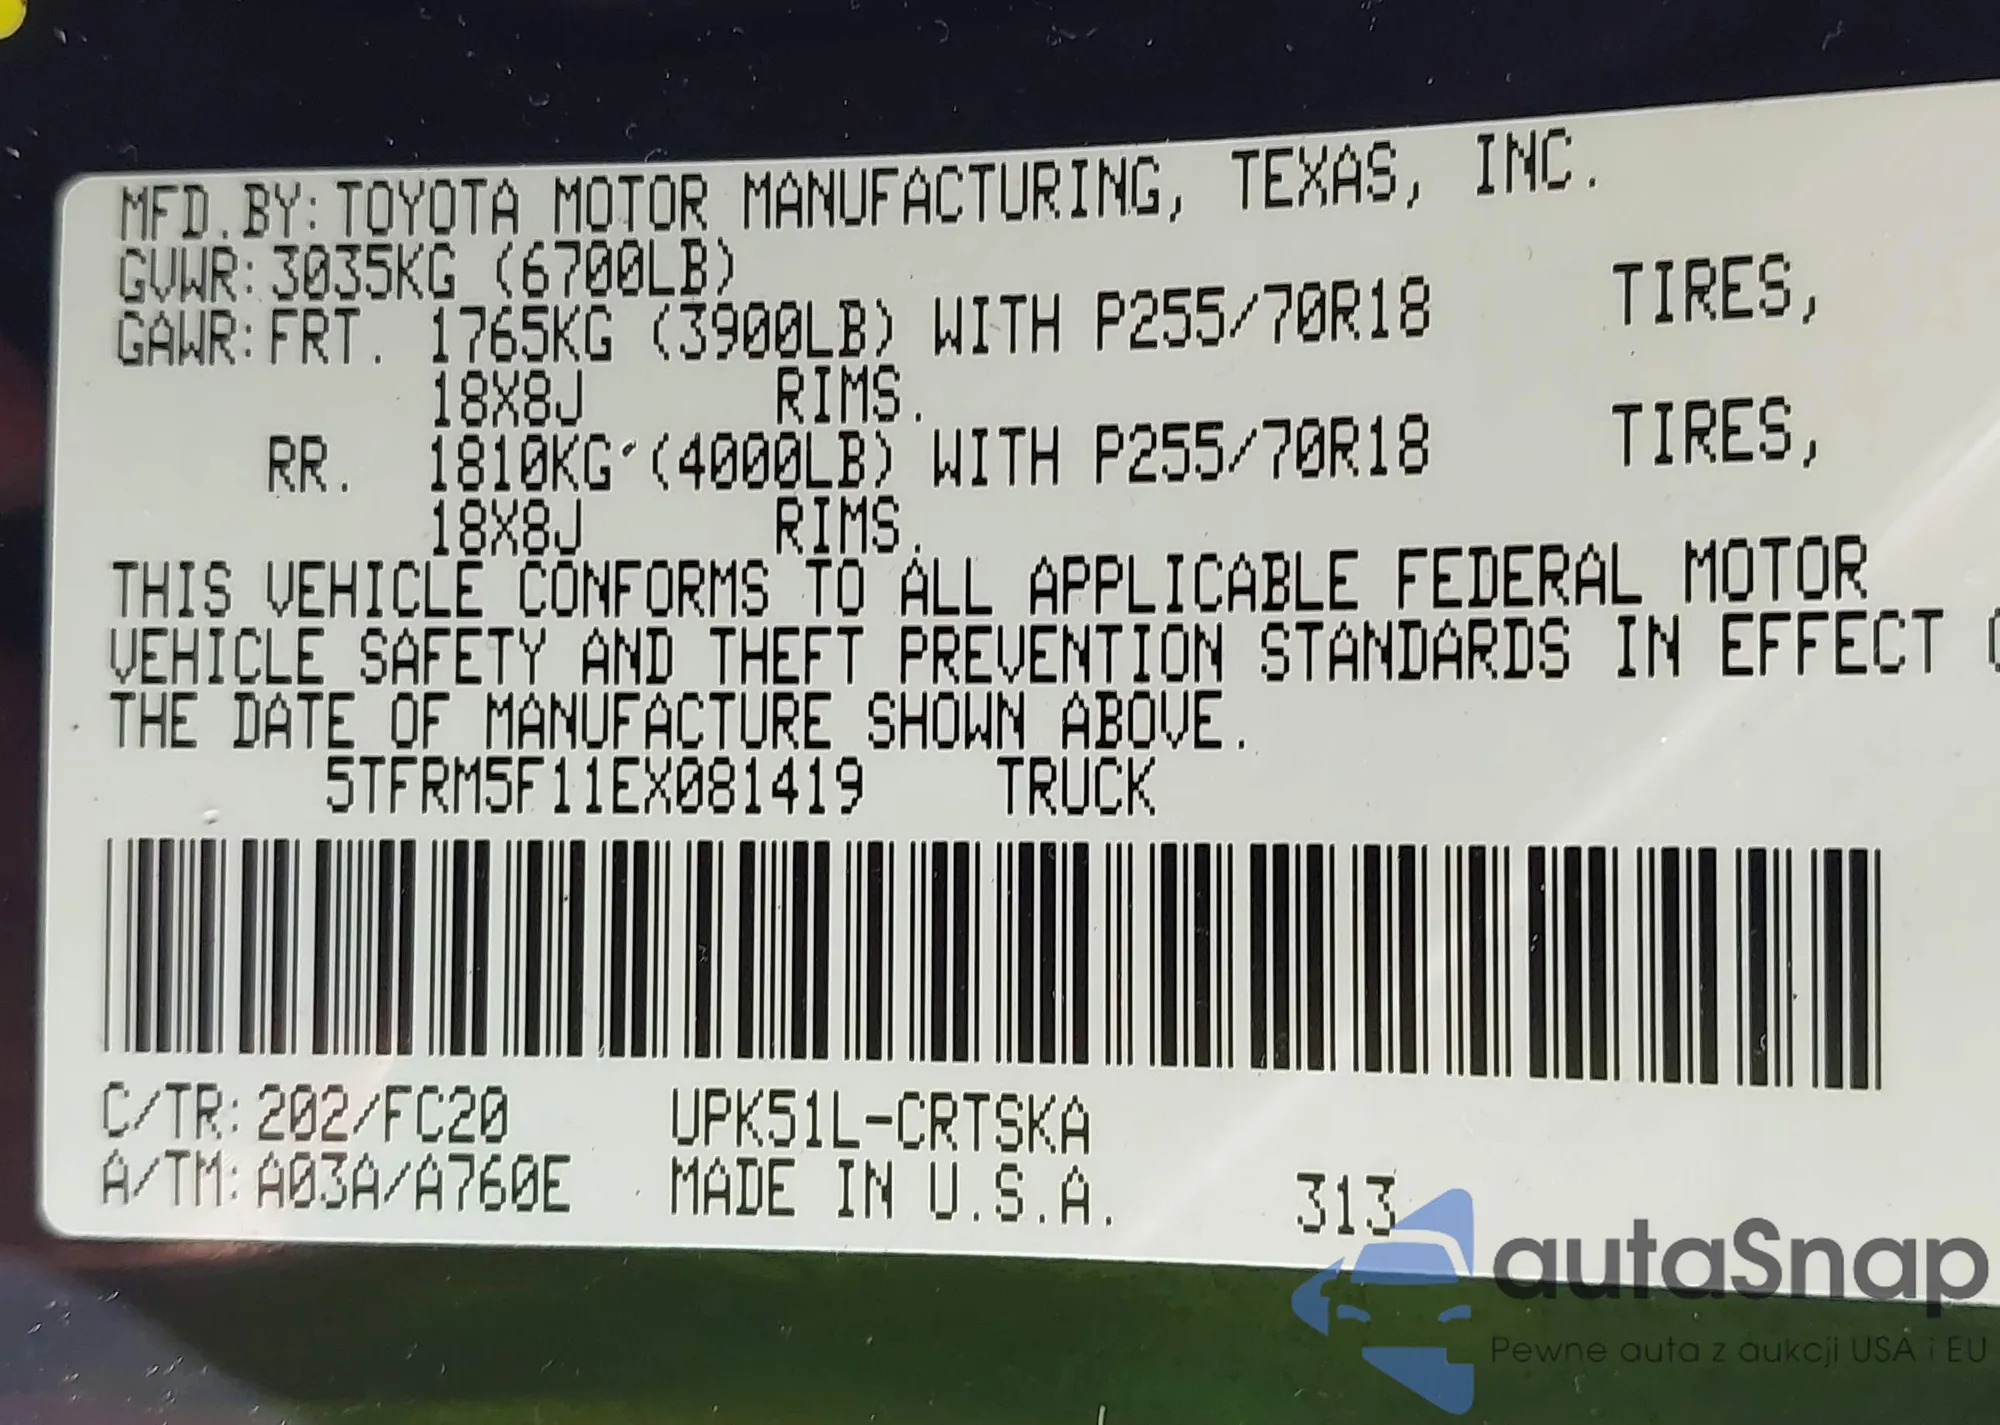 MFD.BY:TOYOTA MOTOR MANUFACTURING, TEXAS, INC.
GVWR:3035KG (6700LB)
GAWR:FRT. 1765KG (3900LB) WITH P255/70R18 TIRES,
18X8J RIMS.
RR. 1810KG (4000LB) WITH P255/70R18 TIRES,
18X8J RIMS.
THIS VEHICLE CONFORMS TO ALL APPLICABLE FEDERAL MOTOR
VEHICLE SAFETY AND THEFT PREVENTION STANDARDS IN EFFECT
THE DATE OF MANUFACTURE SHOWN ABOVE.
5TFRM5F11EX081419 TRUCK
C/TR:202/FC20 UPK51L-CRTSKA
A/TM:A03A/A760E MADE IN U.S.A. 313
autaSnap
Pewne auta z aukcji USA i EU